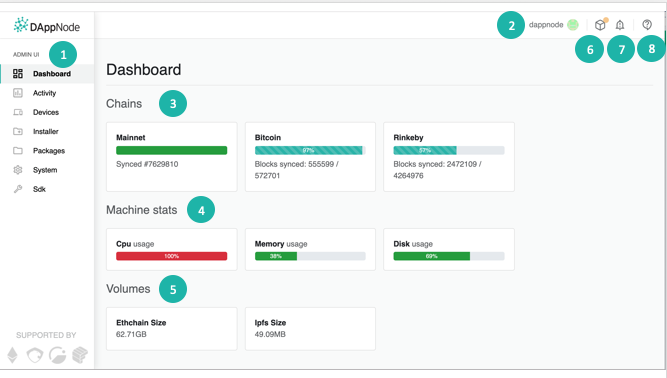 DAppNode
2
dappnode
6
7
8
ADMIN UI
1
Dashboard
Activity
Devices
Installer
Packages
System
Sdk
SUPPORTED BY
Dashboard
Chains
3
Mainnet
Synced #7629810
Bitcoin
97%
Blocks synced: 555599 /
572701
Rinkeby
57%
Blocks synced: 2472109 /
4264976
Machine stats
4
Cpu usage
100%
Memory usage
38%
Disk usage
69%
Volumes
5
Ethchain Size
62.71GB
Ipfs Size
49.09MB